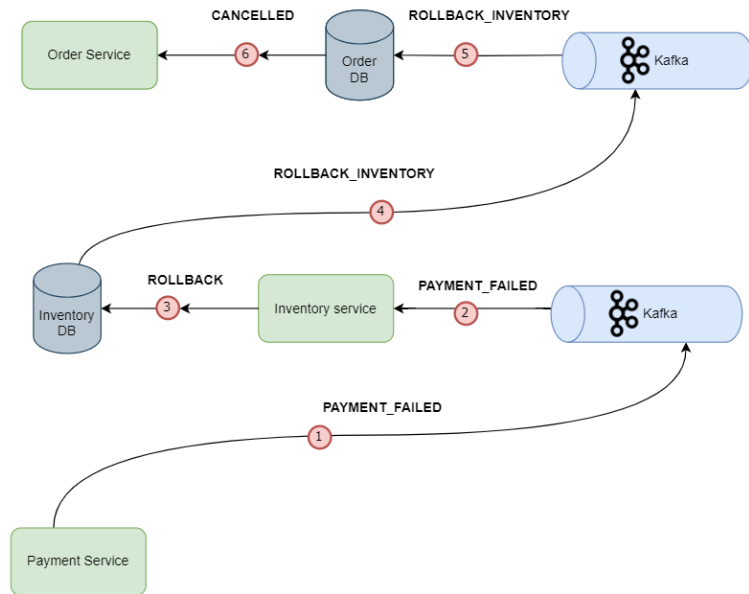 CANCELLED
ROLLBACK_INVENTORY
Order Service
6
Order
DB
5
Kafka
ROLLBACK_INVENTORY
4
ROLLBACK
PAYMENT_FAILED
Inventory
DB
3
Inventory service
2
Kafka
PAYMENT_FAILED
1
Payment Service